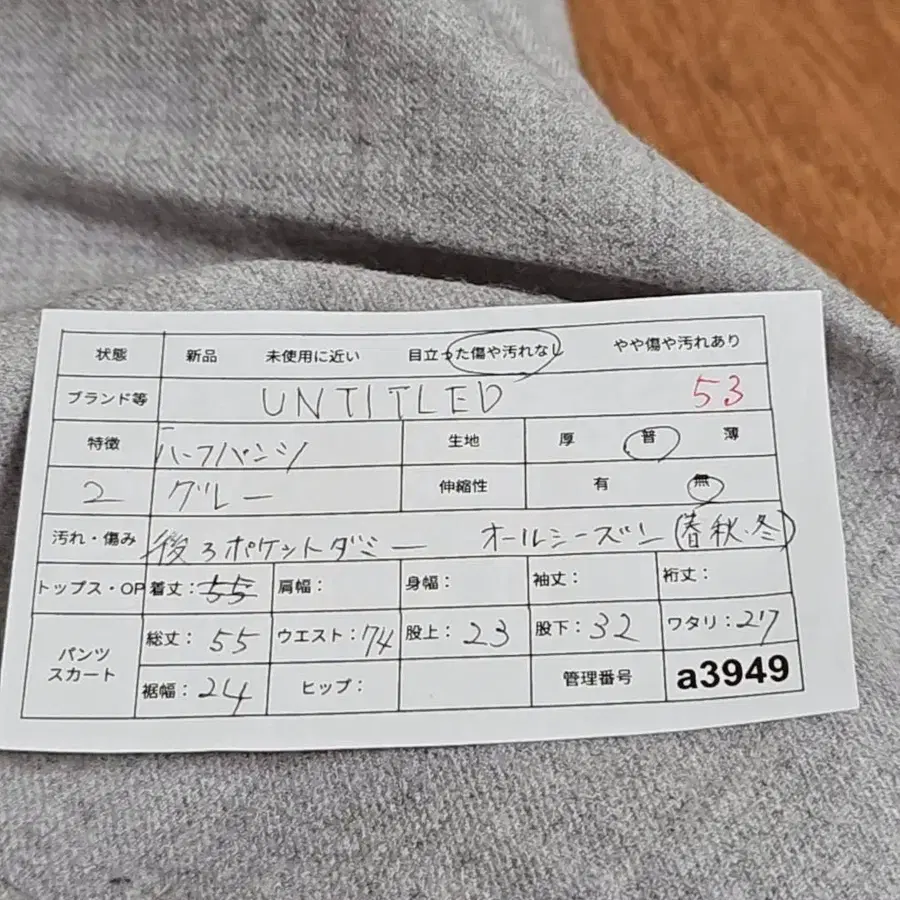 状態 新品 未使用に近い 目立った傷や汚れなし やや傷や汚れあり
ブランド等 UNTITLED 53
特徴 ハーフパンツ 生地 厚 普 薄
2 グレー 伸縮性 有 無
汚れ・傷み 後ろポケットダミー オールシーズン(春秋冬)
トップス・OP 着丈:55 肩幅: 身幅: 袖丈: 裄丈:
パンツ スカート 総丈:55 ウエスト:74 股上:23 股下:32 ワタリ:27
裾幅:24 ヒップ: 管理番号 a3949